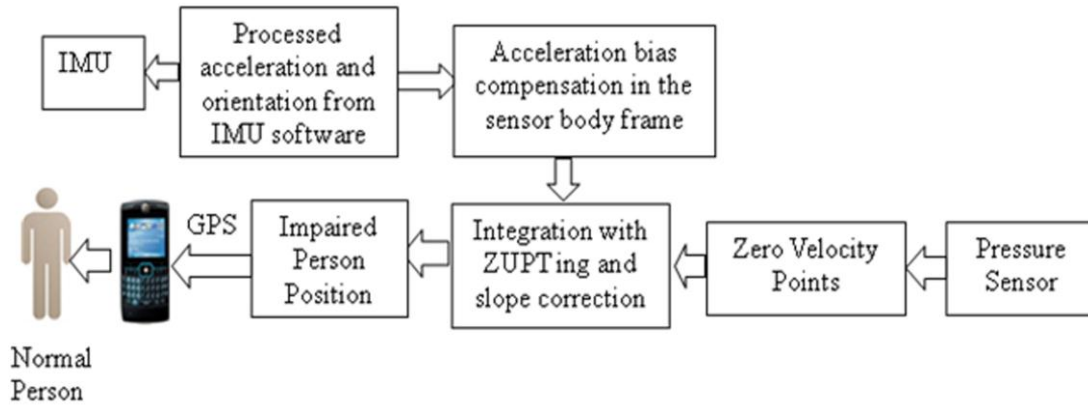 IMU
Processed
acceleration and
orientation from
IMU software
Acceleration bias
compensation in the
sensor body frame
GPS
Impaired
Person
Position
Integration with
ZUPTing and
slope correction
Zero Velocity
Points
Pressure
Sensor
Normal
Person